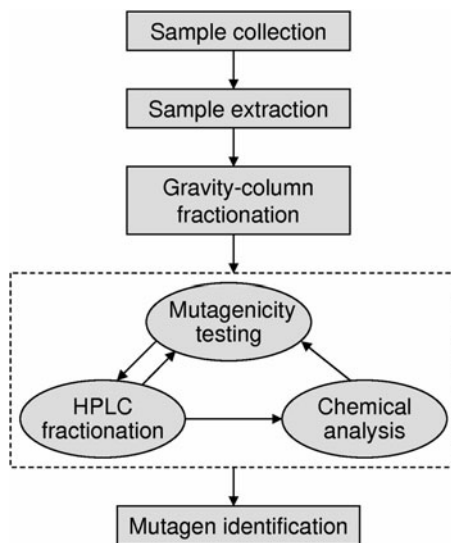 Sample collection
Sample extraction
Gravity-column
fractionation
Mutagenicity
testing
HPLC
fractionation
Chemical
analysis
Mutagen identification